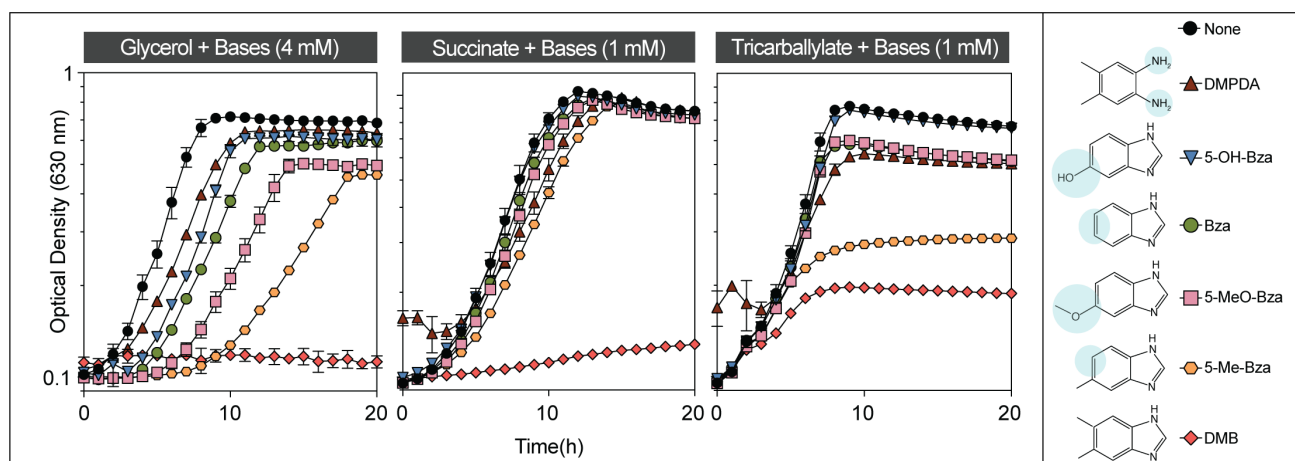 Glycerol + Bases (4 mM)
Succinate + Bases (1 mM)
Tricarballylate + Bases (1 mM)
Optical Density (630 nm)
1
0.1
0
10
20
0
10
20
0
10
20
Time(h)
None
NH2
NH2
DMPDA
H
N
HO
N
5-OH-Bza
H
N
N
Bza
H
N
O
N
5-MeO-Bza
H
N
N
5-Me-Bza
H
N
N
DMB